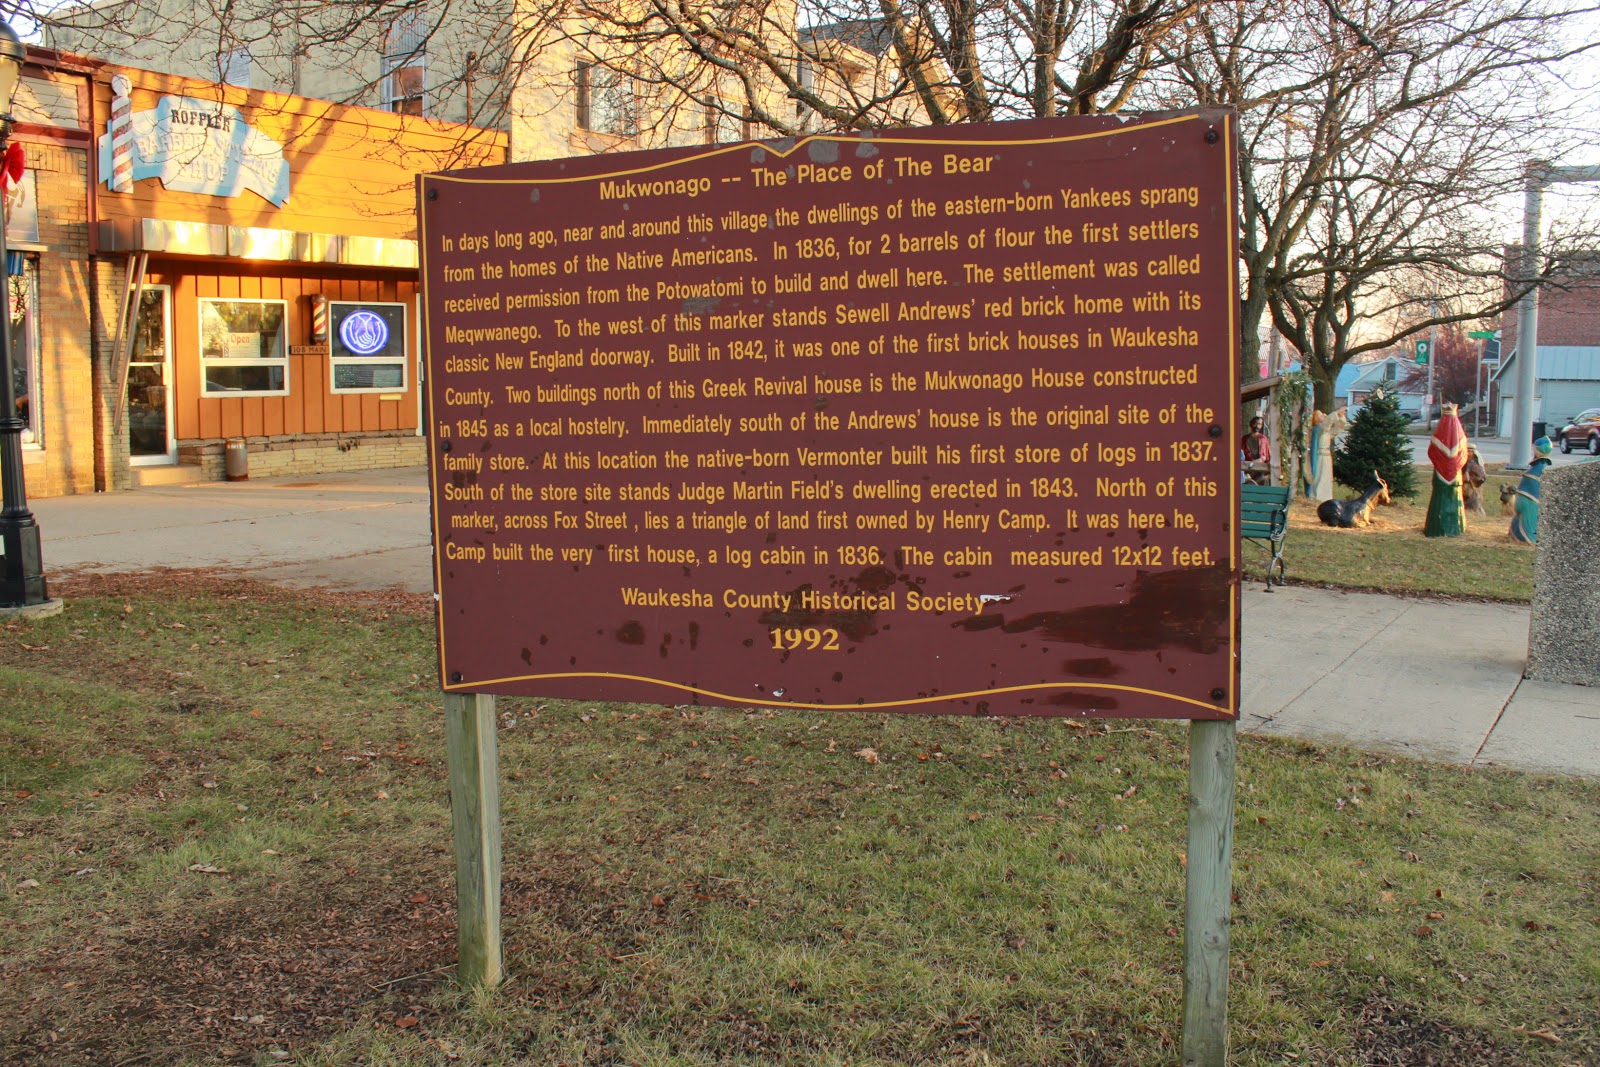 ROFFLER
BARBER STYLING
SHOP
Open
108 MAIN
Mukwonago -- The Place of The Bear
In days long ago, near and around this village the dwellings of the eastern-born Yankees sprang
from the homes of the Native Americans. In 1836, for 2 barrels of flour the first settlers
received permission from the Potowatomi to build and dwell here. The settlement was called
Meqwwanego. To the west of this marker stands Sewell Andrews' red brick home with its
classic New England doorway. Built in 1842, it was one of the first brick houses in Waukesha
County. Two buildings north of this Greek Revival house is the Mukwonago House constructed
in 1845 as a local hostelry. Immediately south of the Andrews' house is the original site of the
family store. At this location the native-born Vermonter built his first store of logs in 1837.
South of the store site stands Judge Martin Field's dwelling erected in 1843. North of this
marker, across Fox Street , lies a triangle of land first owned by Henry Camp. It was here he,
Camp built the very first house, a log cabin in 1836. The cabin measured 12x12 feet.
Waukesha County Historical Society
1992